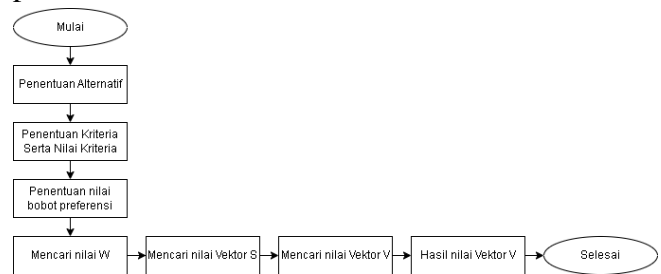 Mulai
Penentuan Alternatif
Penentuan Kriteria
Serta Nilai Kriteria
Penentuan nilai
bobot preferensi
Mencari nilai W
Mencari nilai Vektor S
Mencari nilai Vektor V
Hasil nilai Vektor V
Selesai